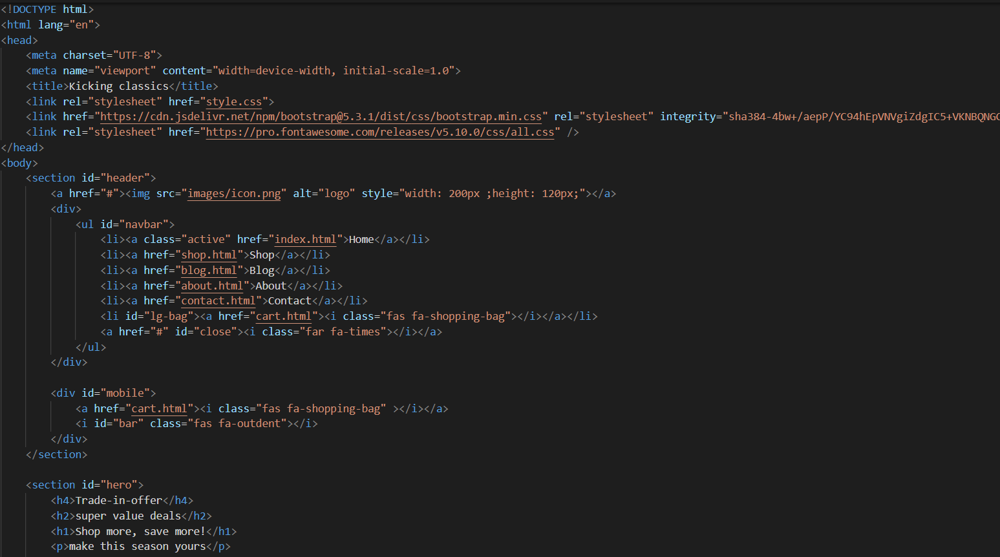 <!DOCTYPE html>
<html lang="en">
<head>
    <meta charset="UTF-8">
    <meta name="viewport" content="width=device-width, initial-scale=1.0">
    <title>Kicking classics</title>
    <link rel="stylesheet" href="style.css">
    <link href="https://cdn.jsdelivr.net/npm/bootstrap@5.3.1/dist/css/bootstrap.min.css" rel="stylesheet" integrity="sha384-4bw+/aepP/YC94hEpVNVgiZdgIC5+VKNBQNGC
    <link rel="stylesheet" href="https://pro.fontawesome.com/releases/v5.10.0/css/all.css" />
</head>
<body>
    <section id="header">
        <a href="#"><img src="images/icon.png" alt="logo" style="width: 200px ;height: 120px;"></a>
        <div>
            <ul id="navbar">
                <li><a class="active" href="index.html">Home</a></li>
                <li><a href="shop.html">Shop</a></li>
                <li><a href="blog.html">Blog</a></li>
                <li><a href="about.html">About</a></li>
                <li><a href="contact.html">Contact</a></li>
                <li id="lg-bag"><a href="cart.html"><i class="fas fa-shopping-bag"></i></a></li>
                <a href="#" id="close"><i class="far fa-times"></i></a>
            </ul>
        </div>

        <div id="mobile">
            <a href="cart.html"><i class="fas fa-shopping-bag" ></i></a>
            <i id="bar" class="fas fa-outdent"></i>
        </div>
    </section>

    <section id="hero">
        <h4>Trade-in-offer</h4>
        <h2>super value deals</h2>
        <h1>Shop more, save more!</h1>
        <p>make this season yours</p>